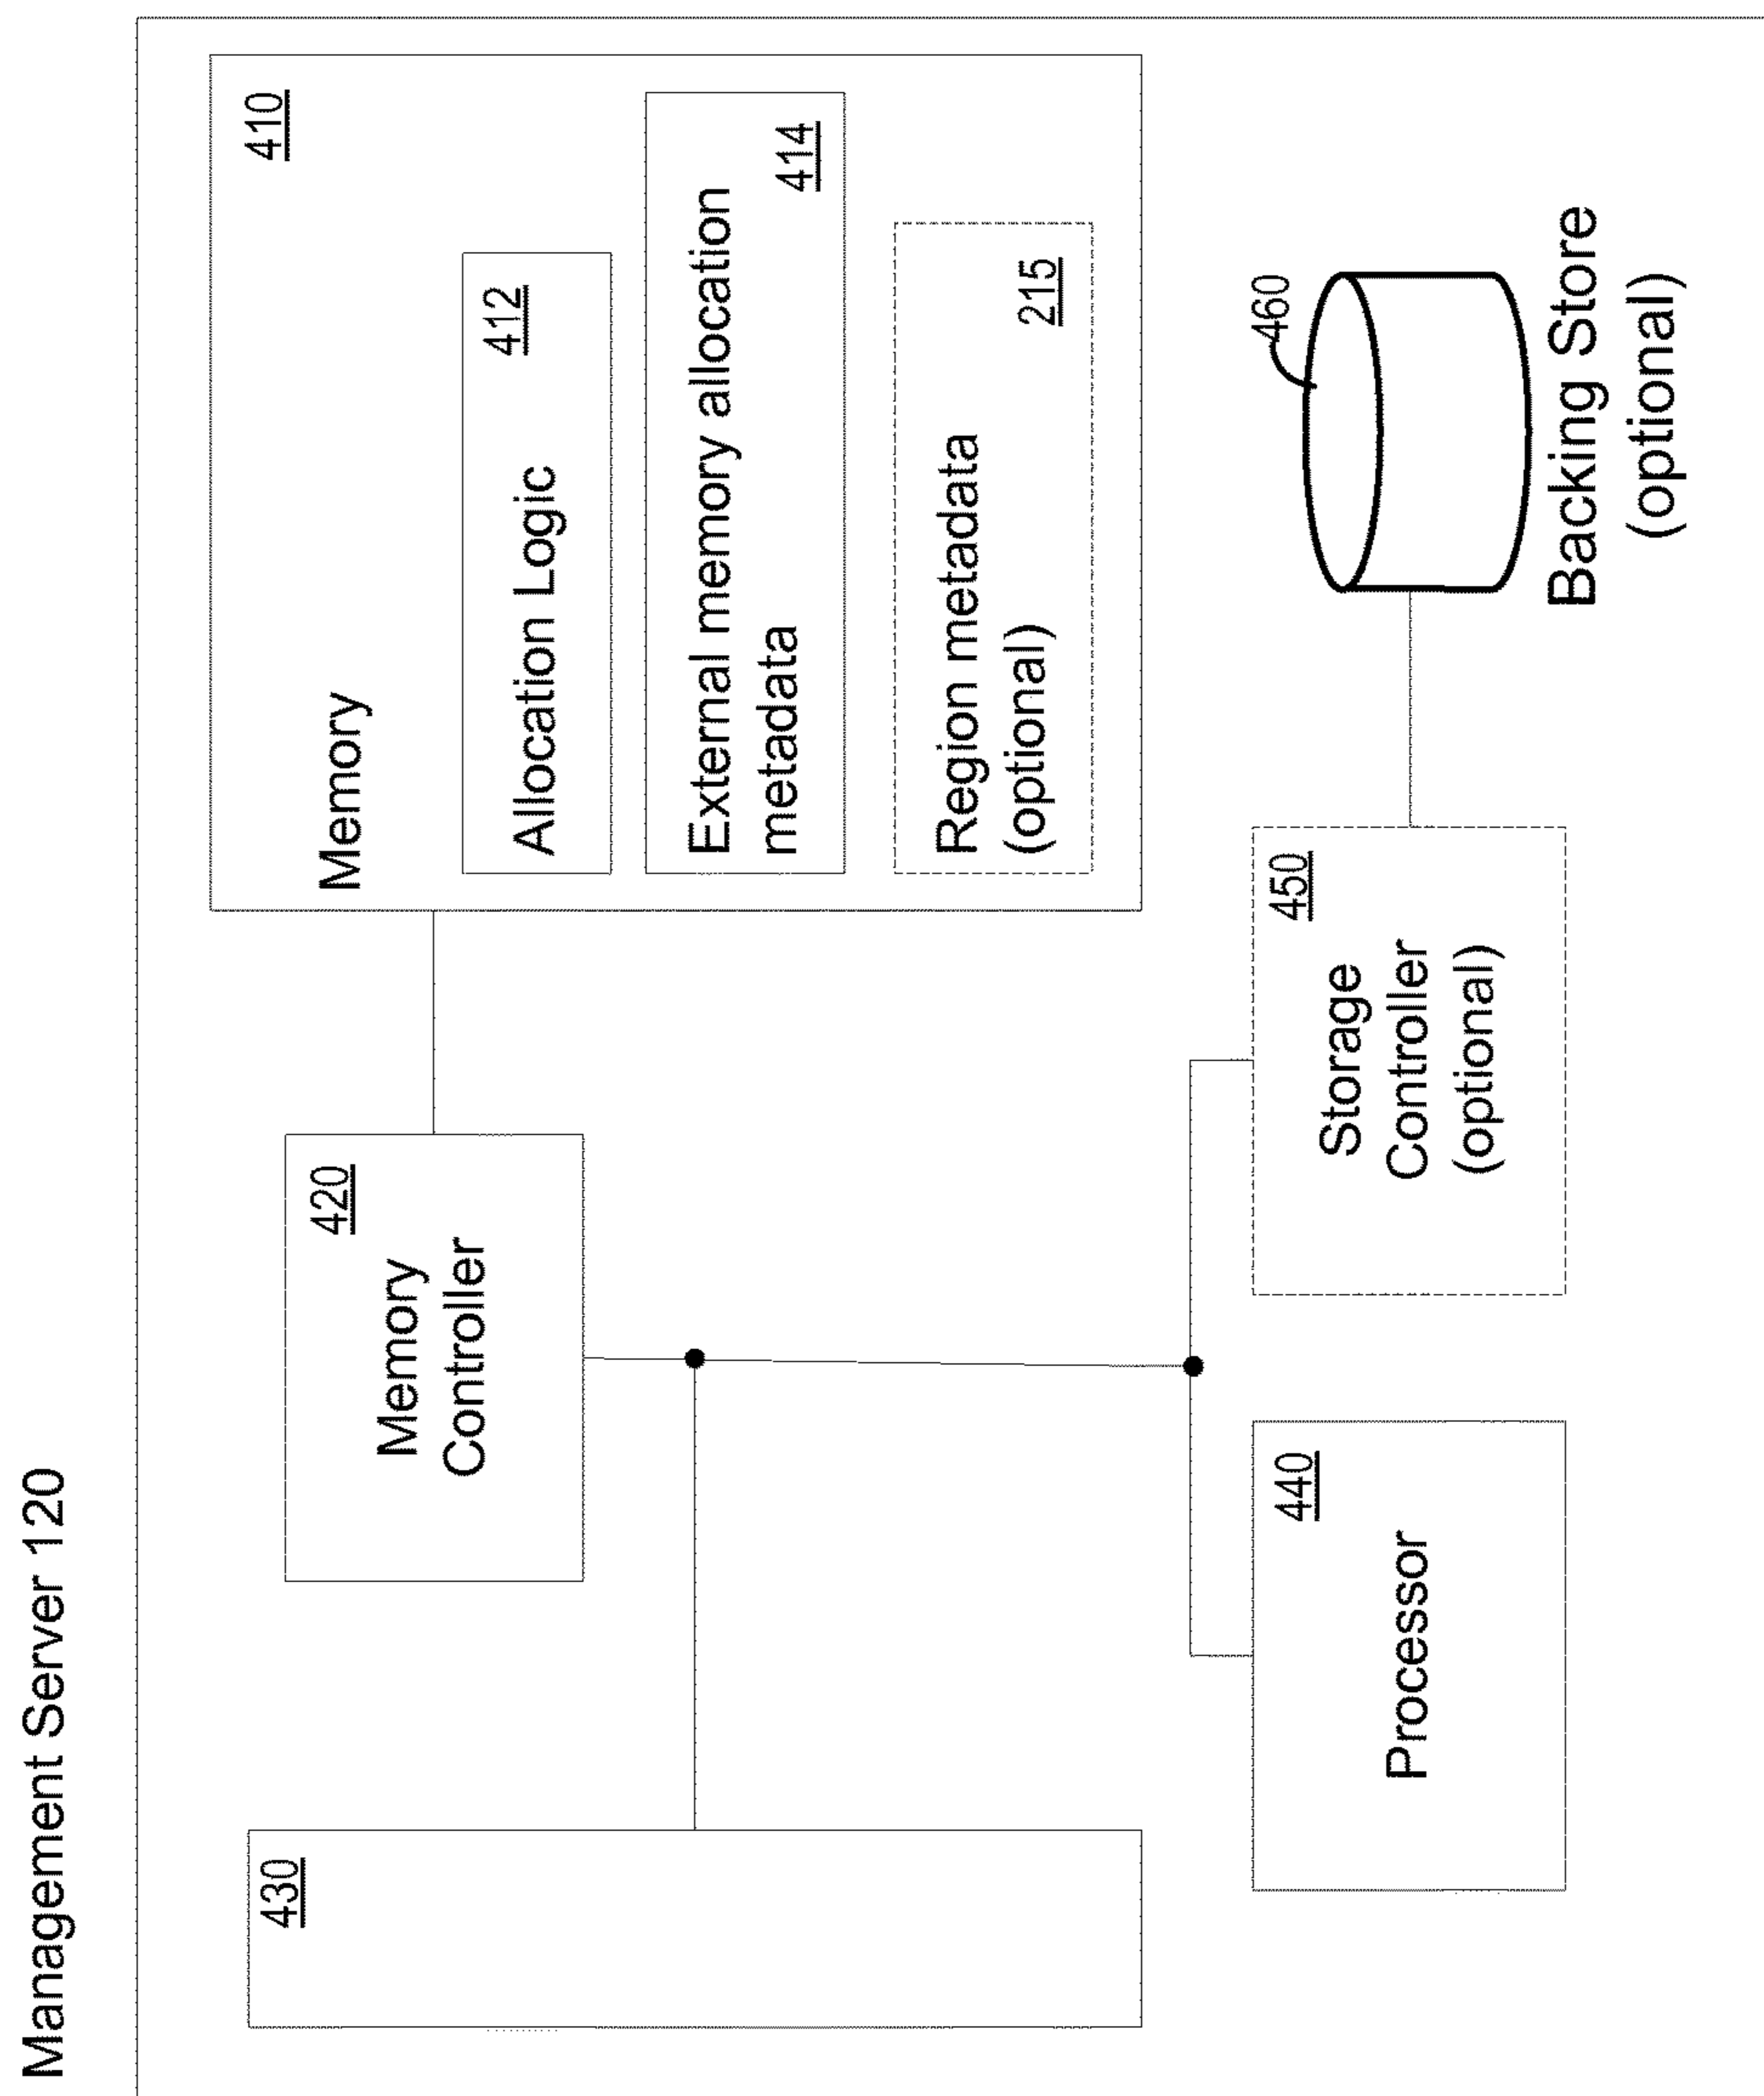 Management Server 120
430
420
Memory
Controller
410
Memory
412
Allocation Logic
External memory allocation
metadata
414
Region metadata
(optional)
215
440
Processor
450
Storage
Controller
(optional)
460
Backing Store
(optional)